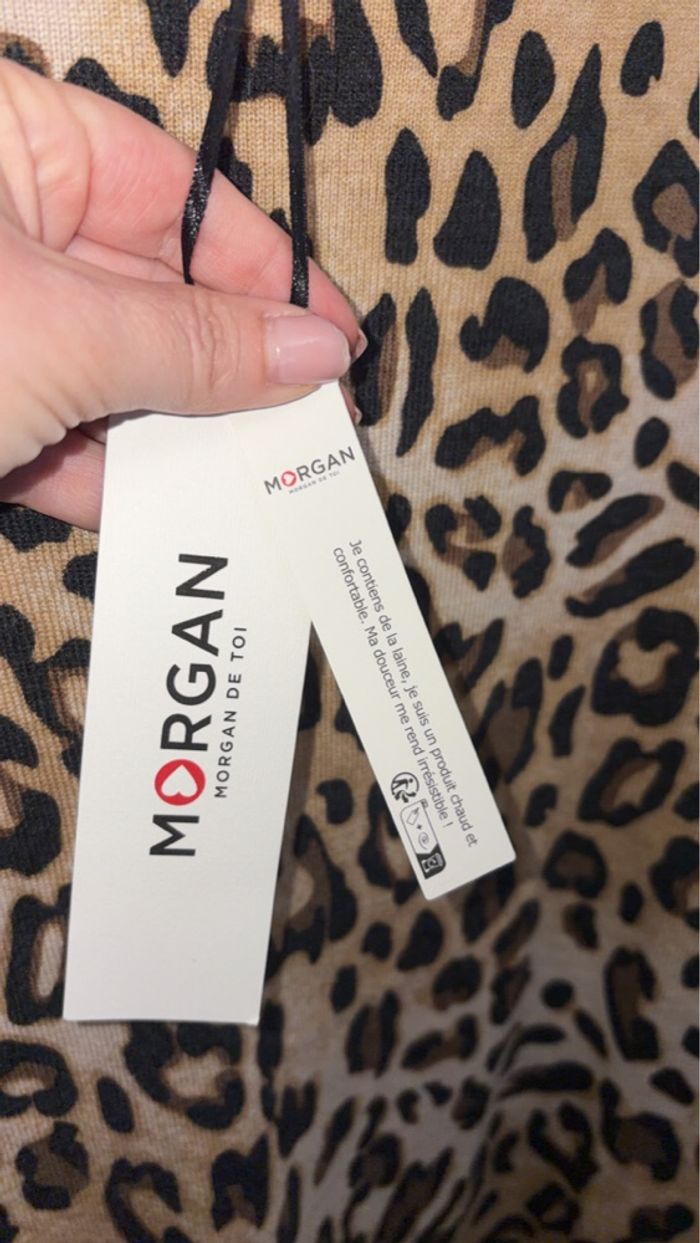 MORGAN
MORGAN DE TOI
MORGAN
MORGAN DE TOI
Je contiens de la laine, je suis un produit chaud et
confortable. Ma douceur me rend irrésistible !